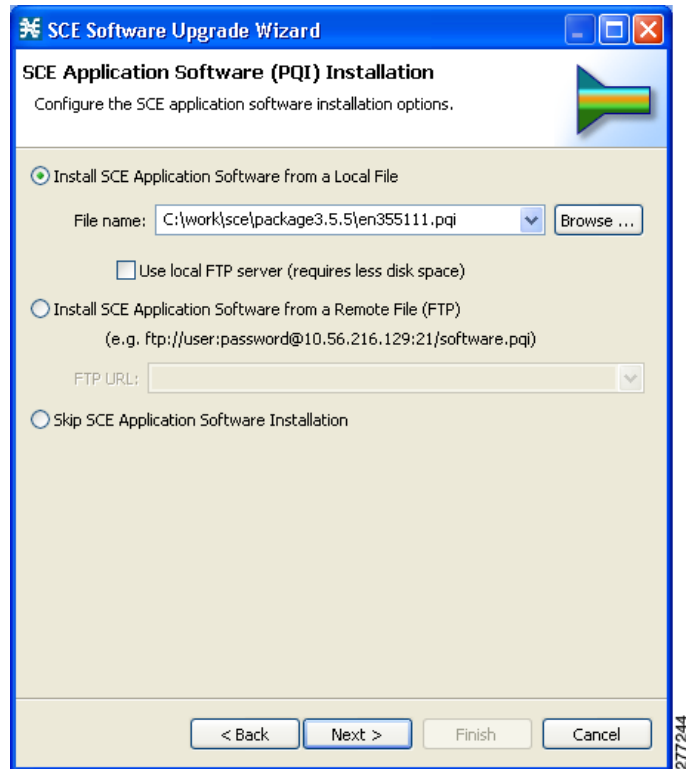 SCE Software Upgrade Wizard
SCE Application Software (PQI) Installation
Configure the SCE application software installation options.
Install SCE Application Software from a Local File
File name: C:\work\sce\package3.5.5\en355111.pqi Browse ...
Use local FTP server (requires less disk space)
Install SCE Application Software from a Remote File (FTP)
(e.g. ftp://user:password@10.56.216.129:21/software.pqi)
FTP URL:
Skip SCE Application Software Installation
< Back Next > Finish Cancel
277244